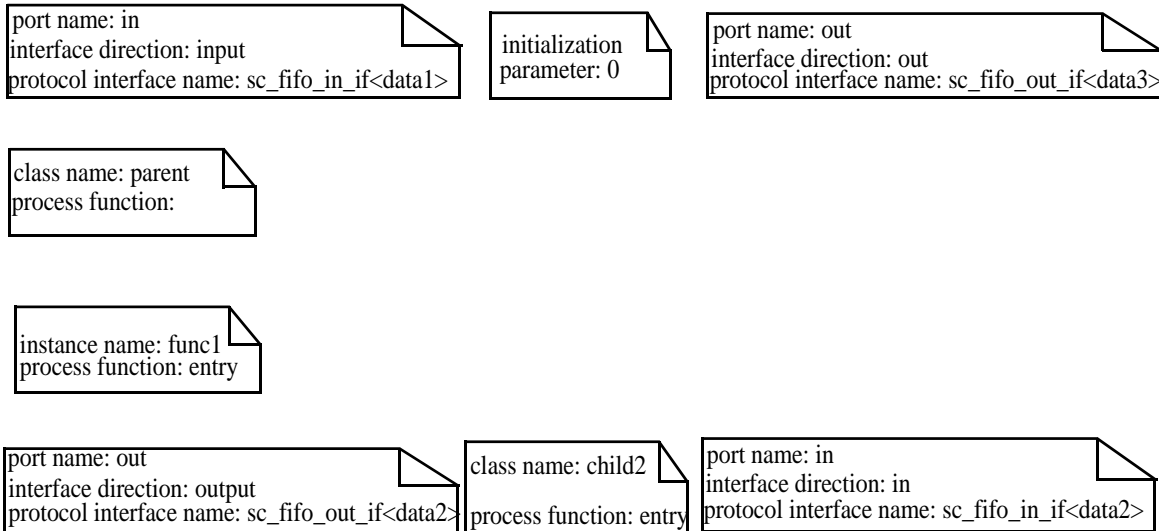 port name: in
interface direction: input
protocol interface name: sc_fifo_in_if<data1>
initialization
parameter: 0
port name: out
interface direction: out
protocol interface name: sc_fifo_out_if<data3>
class name: parent
process function:
instance name: func1
process function: entry
port name: out
interface direction: output
protocol interface name: sc_fifo_out_if<data2>
class name: child2
process function: entry
port name: in
interface direction: in
protocol interface name: sc_fifo_in_if<data2>